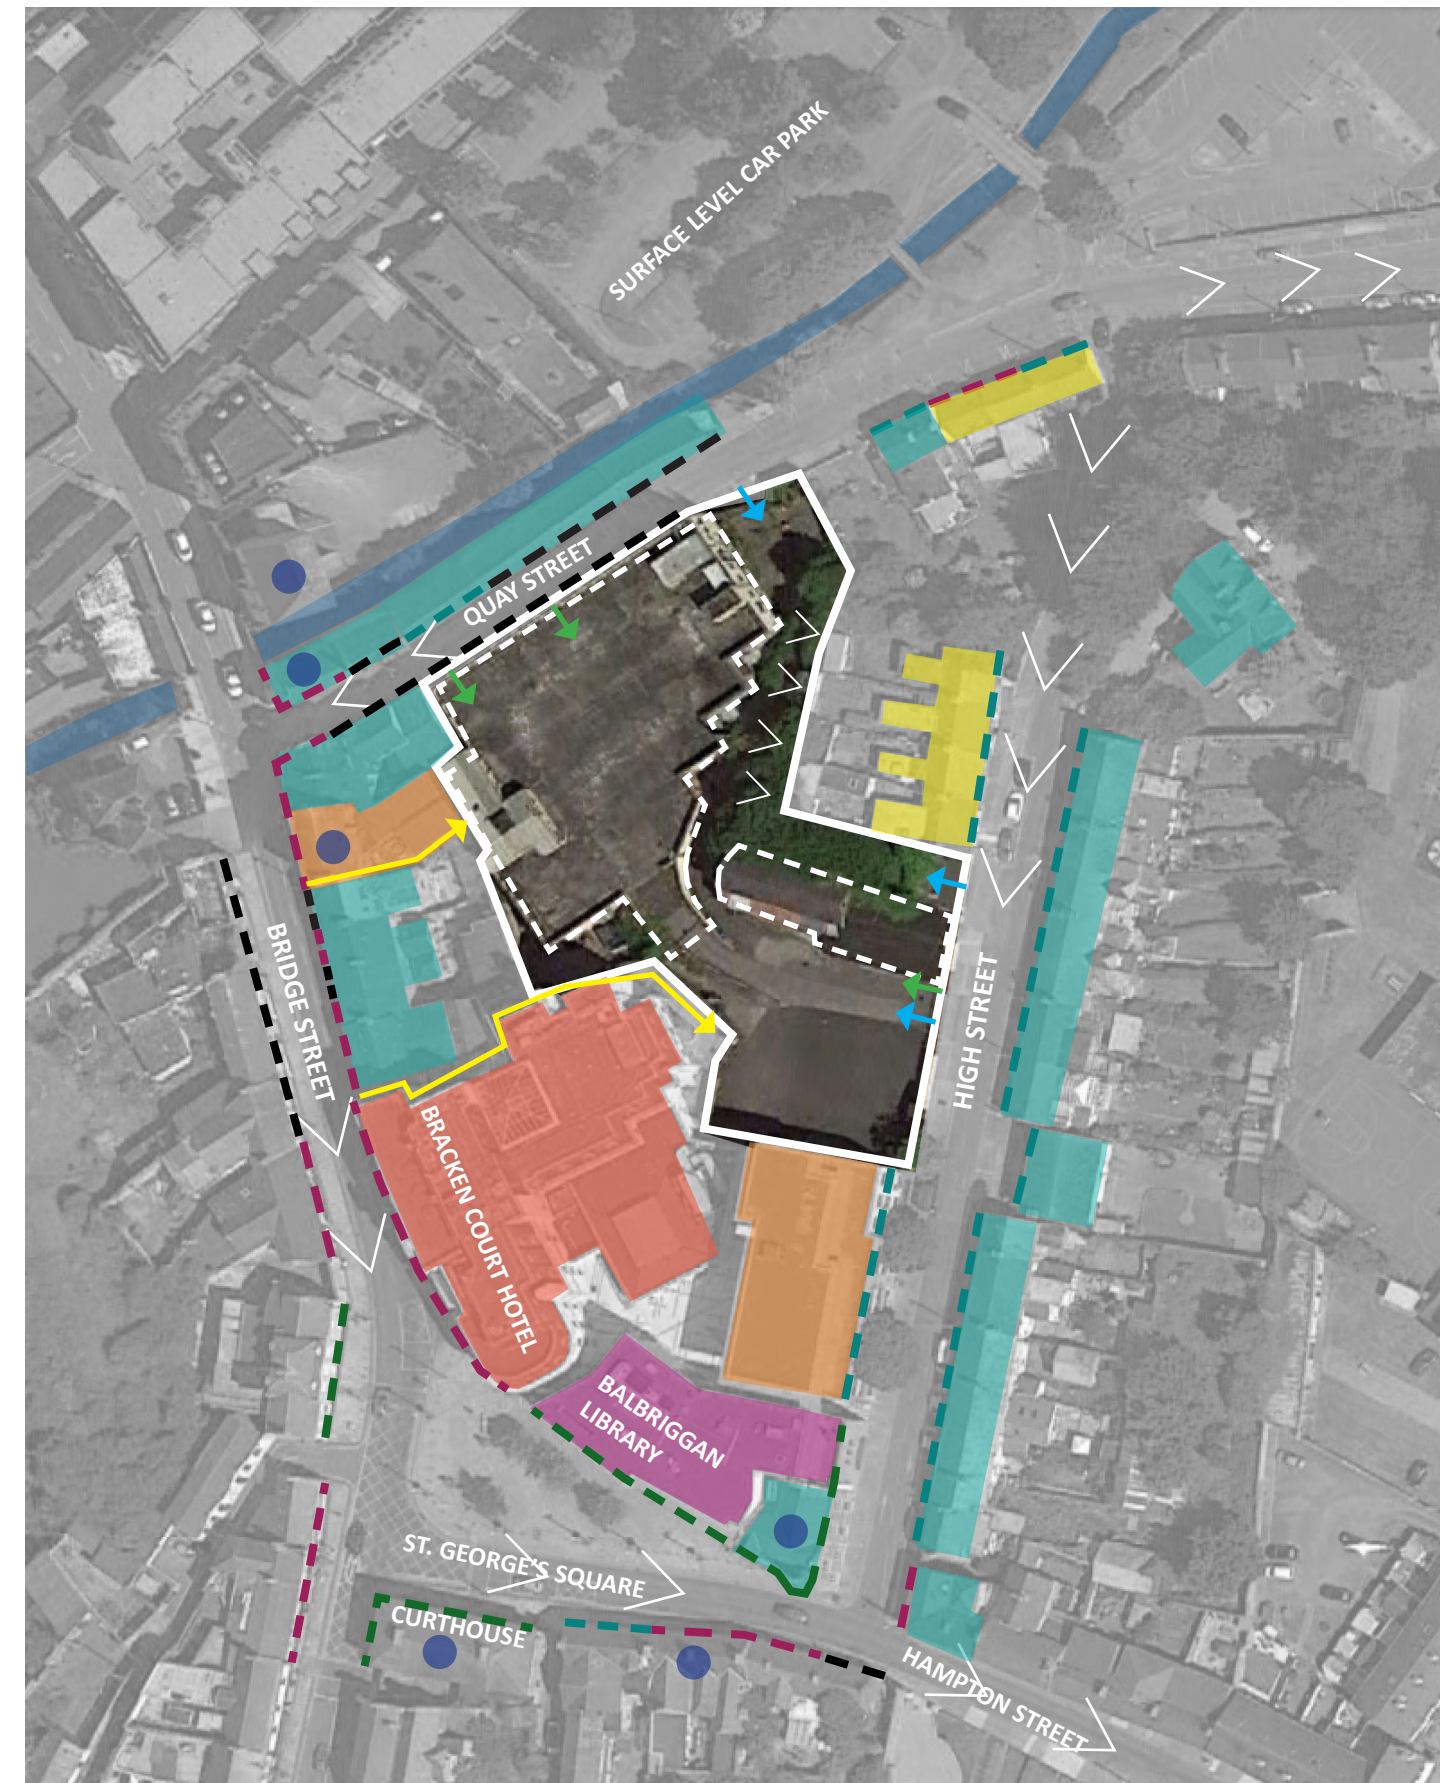 SURFACE LEVEL CAR PARK
QUAY STREET
BRIDGE STREET
HIGH STREET
BRACKEN COURT HOTEL
BALBRIGGAN
LIBRARY
ST. GEORGE'S SQUARE
CURTHOUSE
HAMPTON STREET